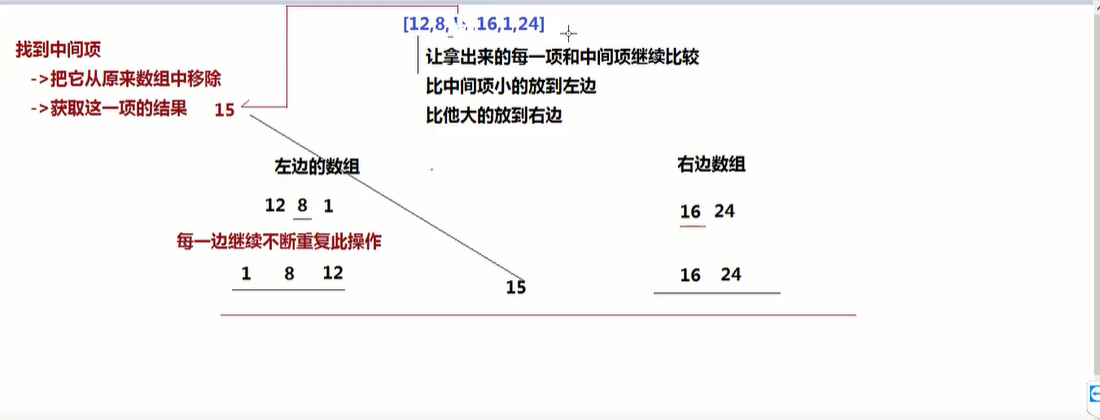 [12,8, ,16,1,24]
找到中间项
->把它从原来数组中移除
->获取这一项的结果 15
让拿出来的每一项和中间项继续比较
比中间项小的放到左边
比他大的放到右边
左边的数组
右边数组
12 8 1
16 24
每一边继续不断重复此操作
1 8 12
15
16 24